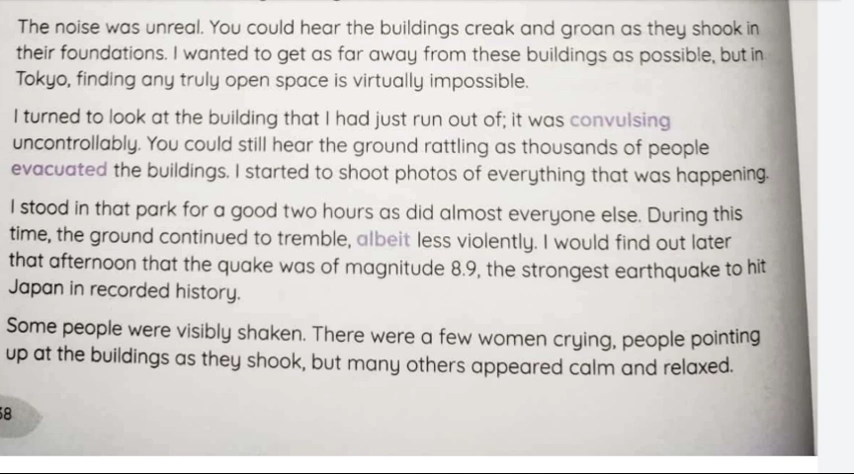 The noise was unreal. You could hear the buildings creak and groan as they shook in
their foundations. I wanted to get as far away from these buildings as possible, but in
Tokyo, finding any truly open space is virtually impossible.
I turned to look at the building that I had just run out of; it was convulsing
uncontrollably. You could still hear the ground rattling as thousands of people
evacuated the buildings. I started to shoot photos of everything that was happening.
I stood in that park for a good two hours as did almost everyone else. During this
time, the ground continued to tremble, albeit less violently. I would find out later
that afternoon that the quake was of magnitude 8.9, the strongest earthquake to hit
Japan in recorded history.
Some people were visibly shaken. There were a few women crying, people pointing
up at the buildings as they shook, but many others appeared calm and relaxed.